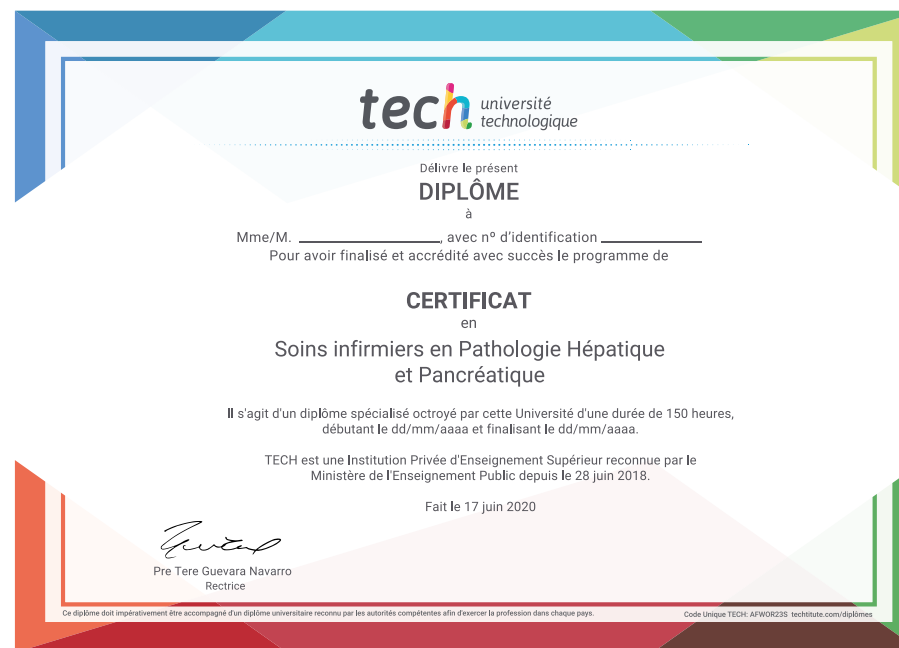 tech université
technologique
Délivre le présent
DIPLÔME
à
Mme/M. ____________________, avec nº d'identification ______________
Pour avoir finalisé et accrédité avec succès le programme de
CERTIFICAT
en
Soins infirmiers en Pathologie Hépatique
et Pancréatique
Il s'agit d'un diplôme spécialisé octroyé par cette Université d'une durée de 150 heures,
débutant le dd/mm/aaaa et finalisant le dd/mm/aaaa.
TECH est une Institution Privée d'Enseignement Supérieur reconnue par le
Ministère de l'Enseignement Public depuis le 28 juin 2018.
Fait le 17 juin 2020
Pre Tere Guevara Navarro
Rectrice
Ce diplôme doit impérativement être accompagné d'un diplôme universitaire reconnu par les autorités compétentes afin d'exercer la profession dans chaque pays.
Code Unique TECH: AFWOR23S techtitute.com/diplômes